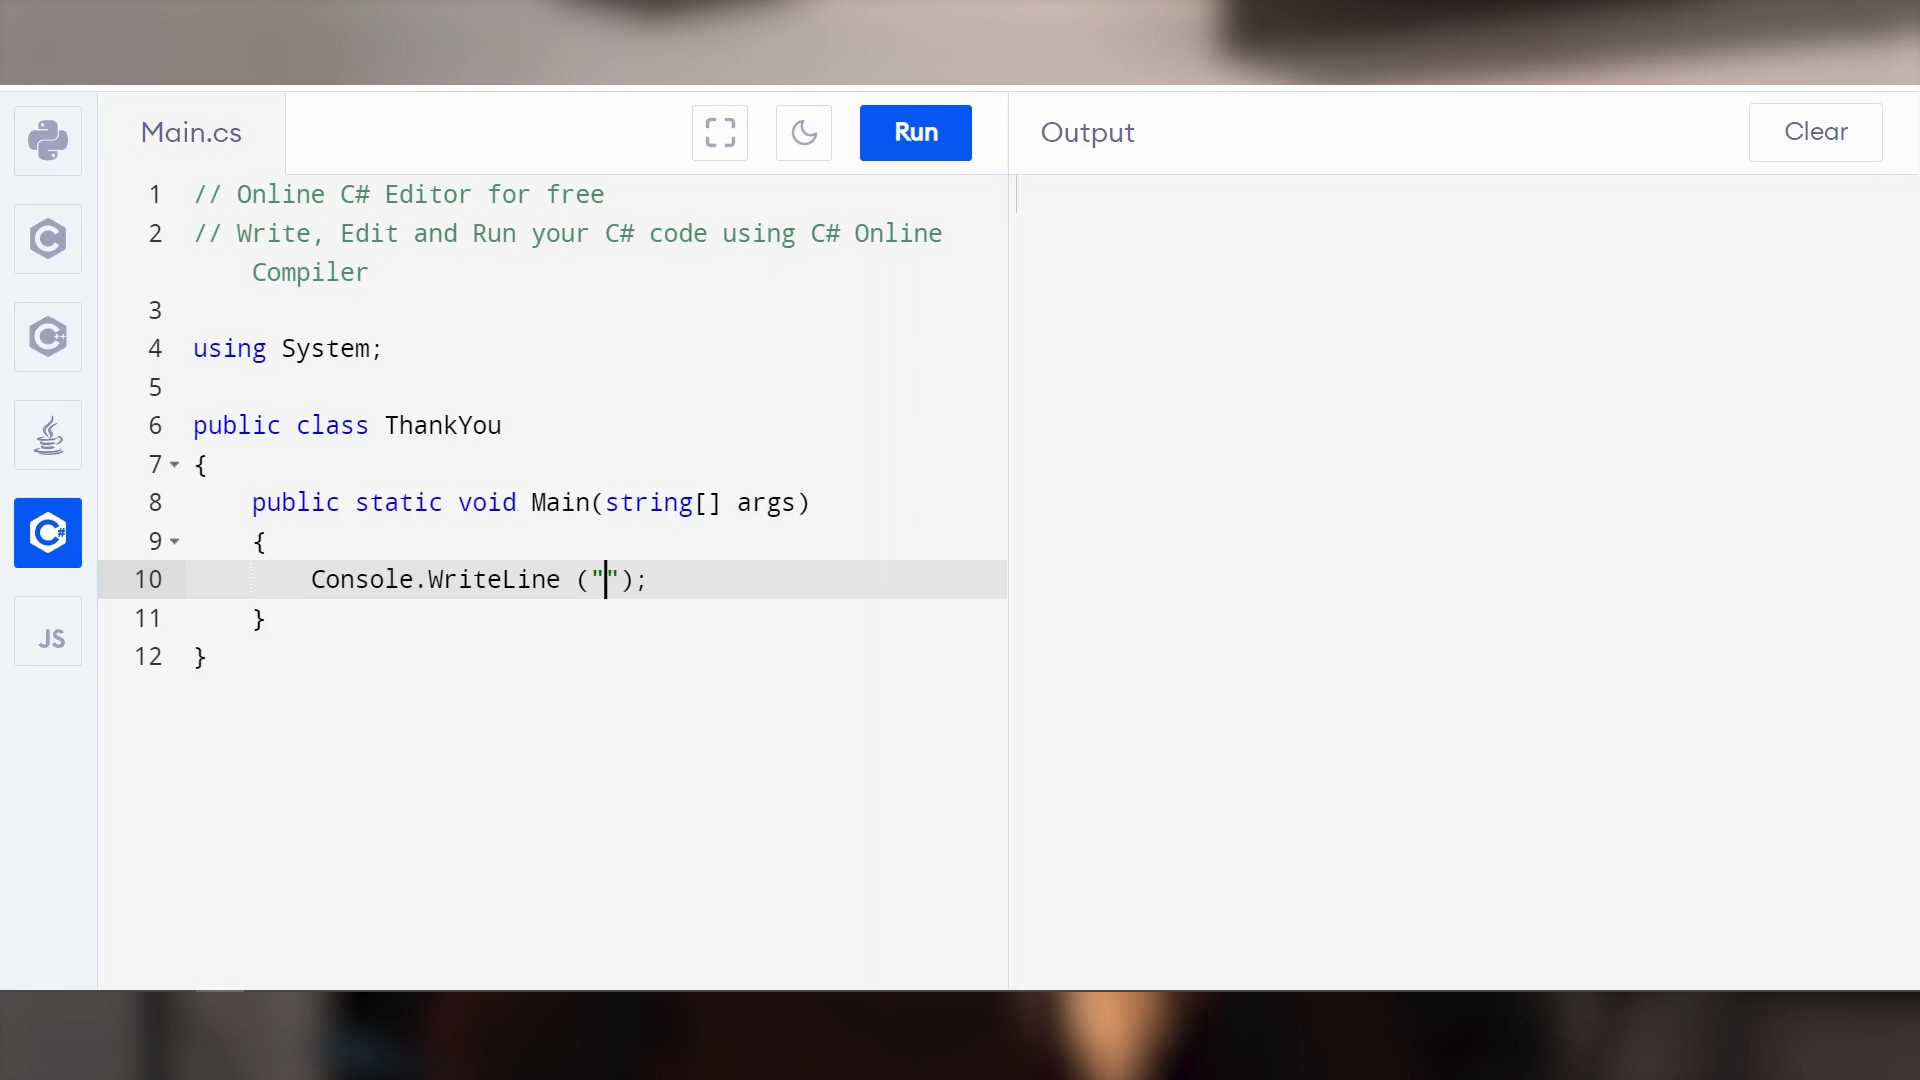 Main.cs
Run
Output
Clear
1 // Online C# Editor for free
2 // Write, Edit and Run your C# code using C# Online
Compiler
3
4 using System;
5
6 public class ThankYou
7 {
8 public static void Main(string[] args)
9 {
10 Console.WriteLine ("");
11 }
12 }
C
C++
C#
JS